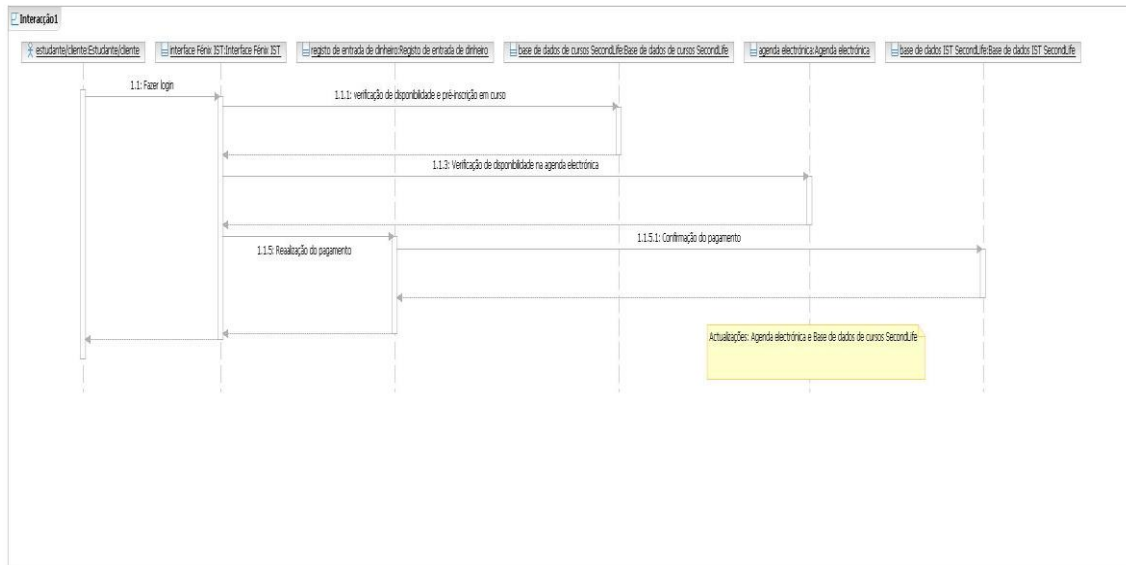 Interacção1
estudante/cliente:Estudante/cliente
interface Fénix IST:Interface Fénix IST
registo de entrada de dinheiro:Registo de entrada de dinheiro
base de dados de cursos SecondLife:Base de dados de cursos SecondLife
agenda electrónica:Agenda electrónica
base de dados IST SecondLife:Base de dados IST SecondLife
1.1: Fazer login
1.1.1: verificação de disponibilidade e pré-inscrição em curso
1.1.3: Verificação de disponibilidade na agenda electrónica
1.1.5: Reaalização do pagamento
1.1.5.1: Confirmação do pagamento
Actualizações: Agenda electrónica e Base de dados de cursos SecondLife